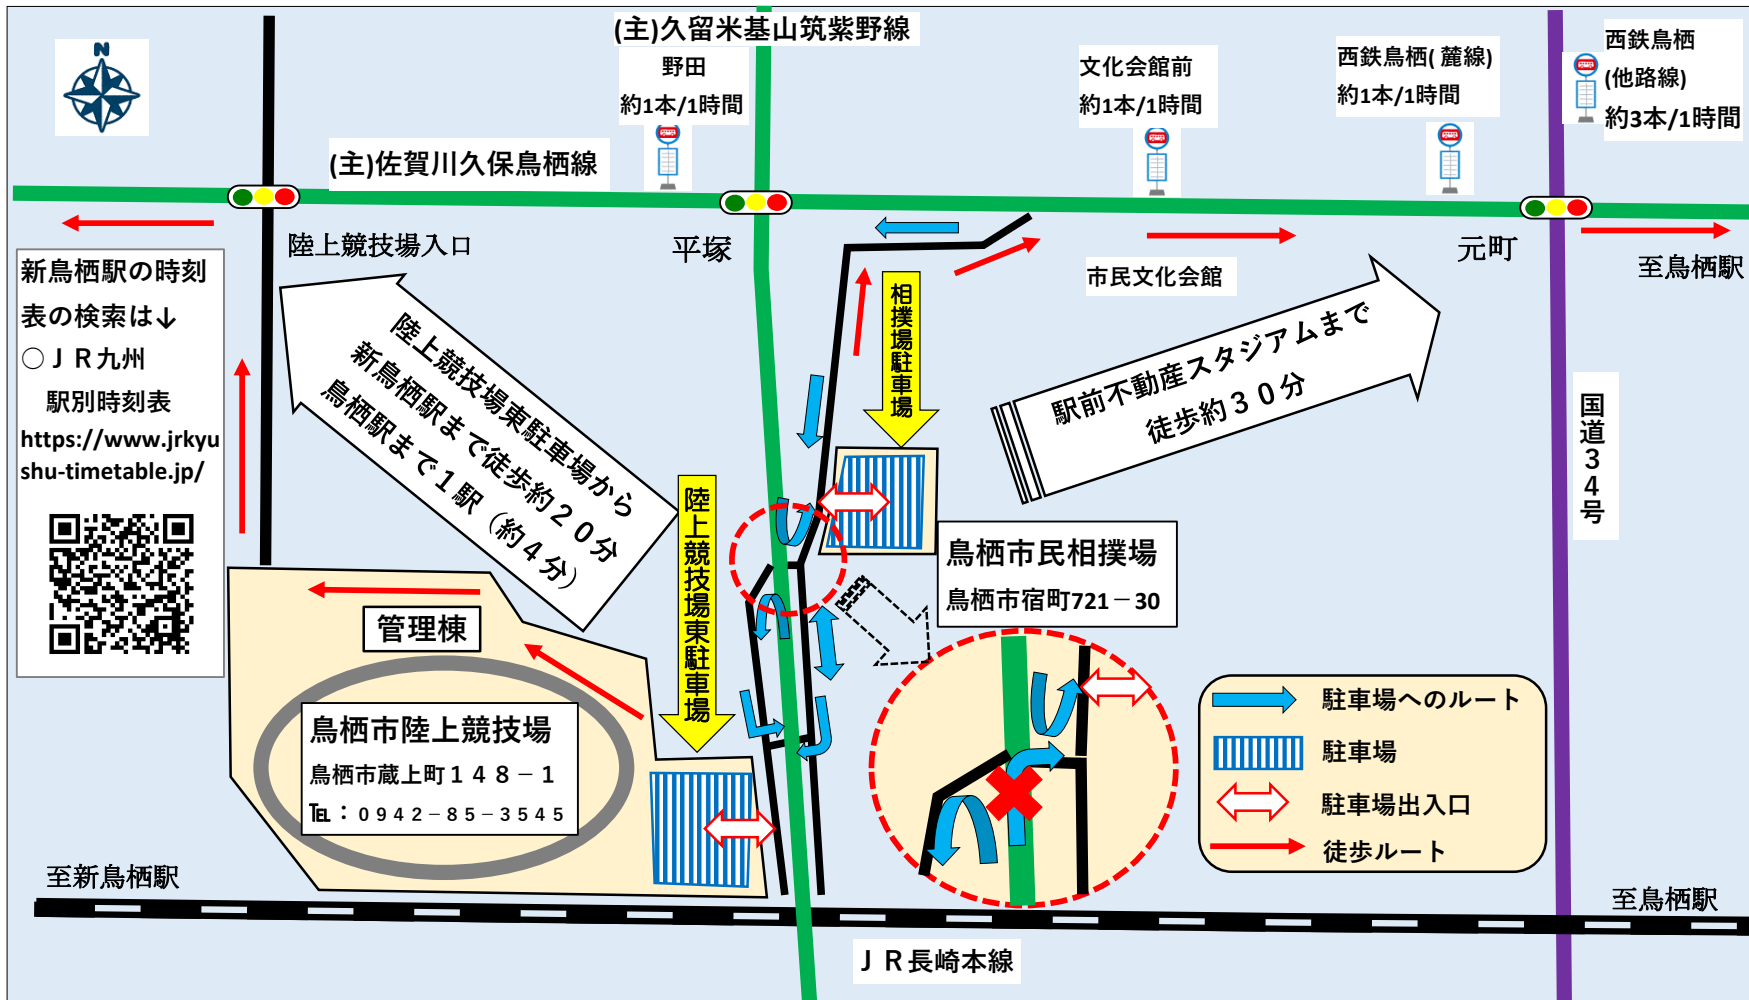 (主)久留米基山筑紫野線
N
野田
約1本/1時間
文化会館前
約1本/1時間
西鉄鳥栖(麓線)
約1本/1時間
西鉄鳥栖
(他路線)
約3本/1時間
(主)佐賀川久保鳥栖線
陸上競技場入口
平塚
元町
市民文化会館
至鳥栖駅
新鳥栖駅の時刻
表の検索は↓
○ＪＲ九州
駅別時刻表
https://www.jrkyu
shu-timetable.jp/
陸上競技場東駐車場から
新鳥栖駅まで徒歩約２０分
鳥栖駅まで１駅（約４分）
相撲場駐車場
駅前不動産スタジアムまで
徒歩約３０分
国道３４号
陸上競技場東駐車場
鳥栖市民相撲場
鳥栖市宿町721－30
管理棟
鳥栖市陸上競技場
鳥栖市蔵上町１４８－１
℡：０９４２－８５－３５４５
駐車場へのルート
駐車場
駐車場出入口
徒歩ルート
至新鳥栖駅
至鳥栖駅
ＪＲ長崎本線